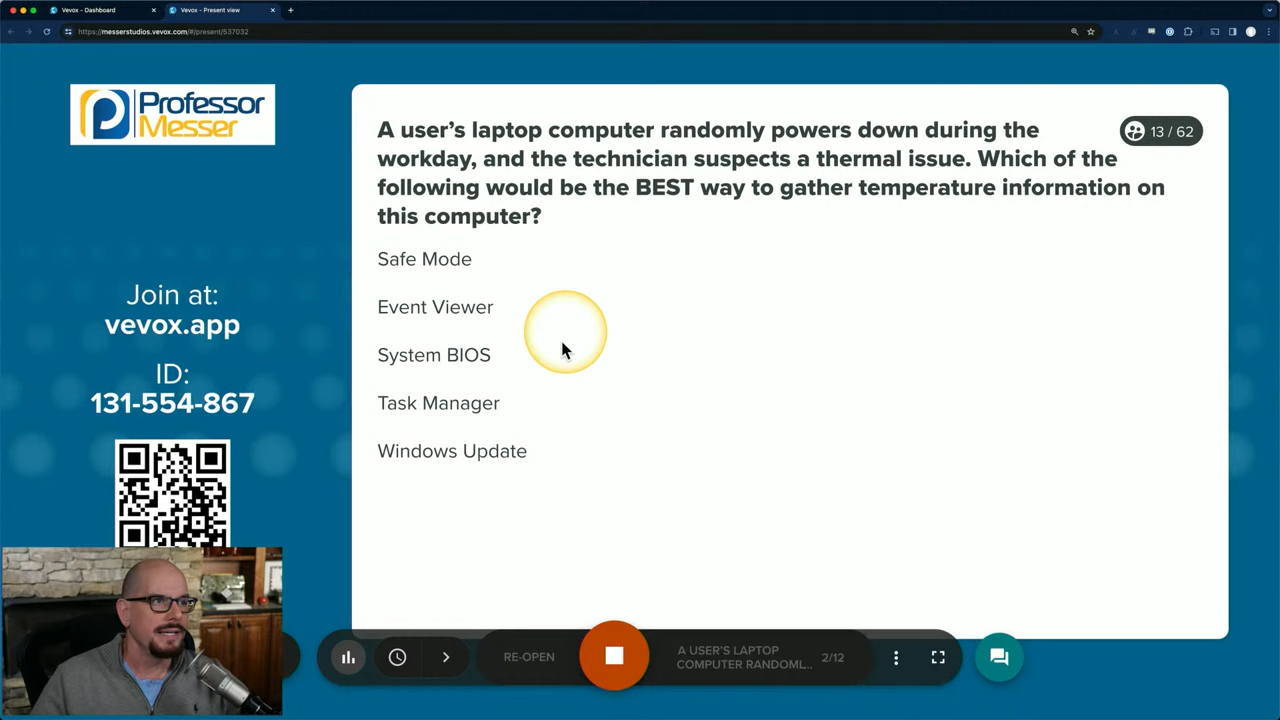 Vevox - Dashboard
Vevox - Present view
https://messerstudios.vevox.com/#/present/537032
Professor
Messer
A user's laptop computer randomly powers down during the
workday, and the technician suspects a thermal issue. Which of the
following would be the BEST way to gather temperature information on
this computer?
13 / 62
Safe Mode
Event Viewer
System BIOS
Task Manager
Windows Update
Join at:
vevox.app
ID:
131-554-867
RE-OPEN
A USER'S LAPTOP
COMPUTER RANDOML..
2/12